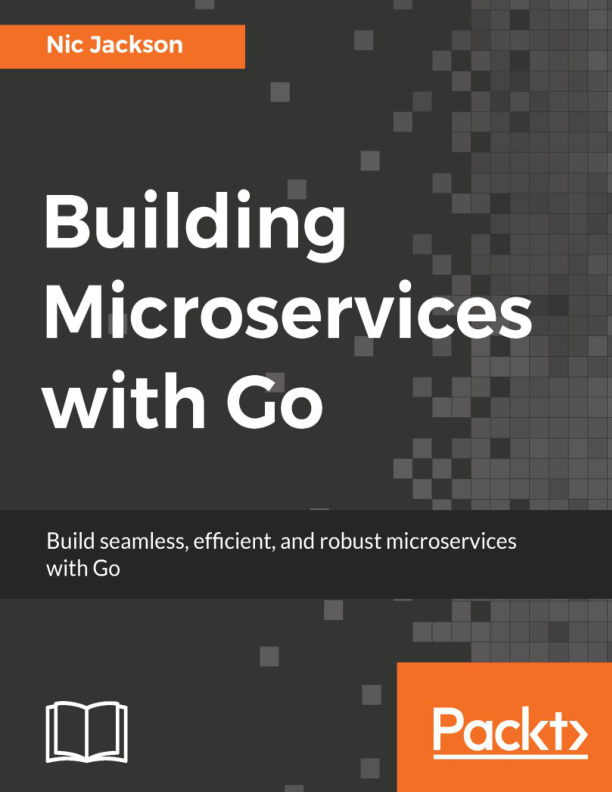 Nic Jackson
Building
Microservices
with Go
Build seamless, efficient, and robust microservices
with Go
Packt